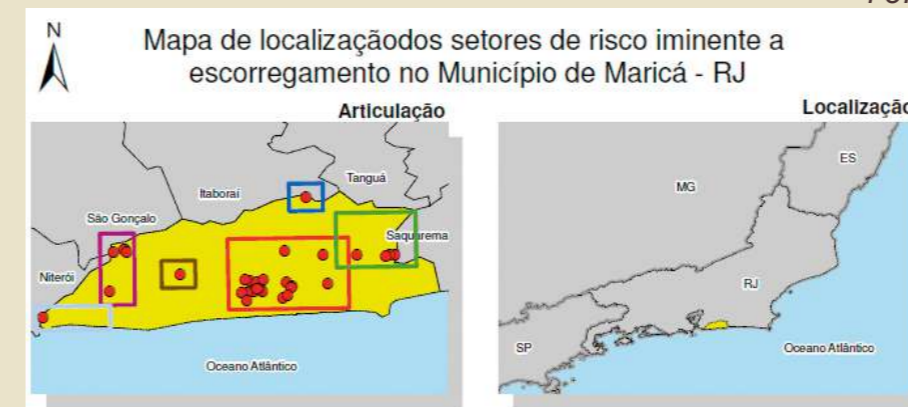 N
Mapa de localizaçãodos setores de risco iminente a
escorregamento no Município de Maricá - RJ
Articulação
Localização
Itaboraí
Tanguá
São Gonçalo
Saquarema
Niterói
Oceano Atlântico
ES
MG
RJ
SP
Oceano Atlântico